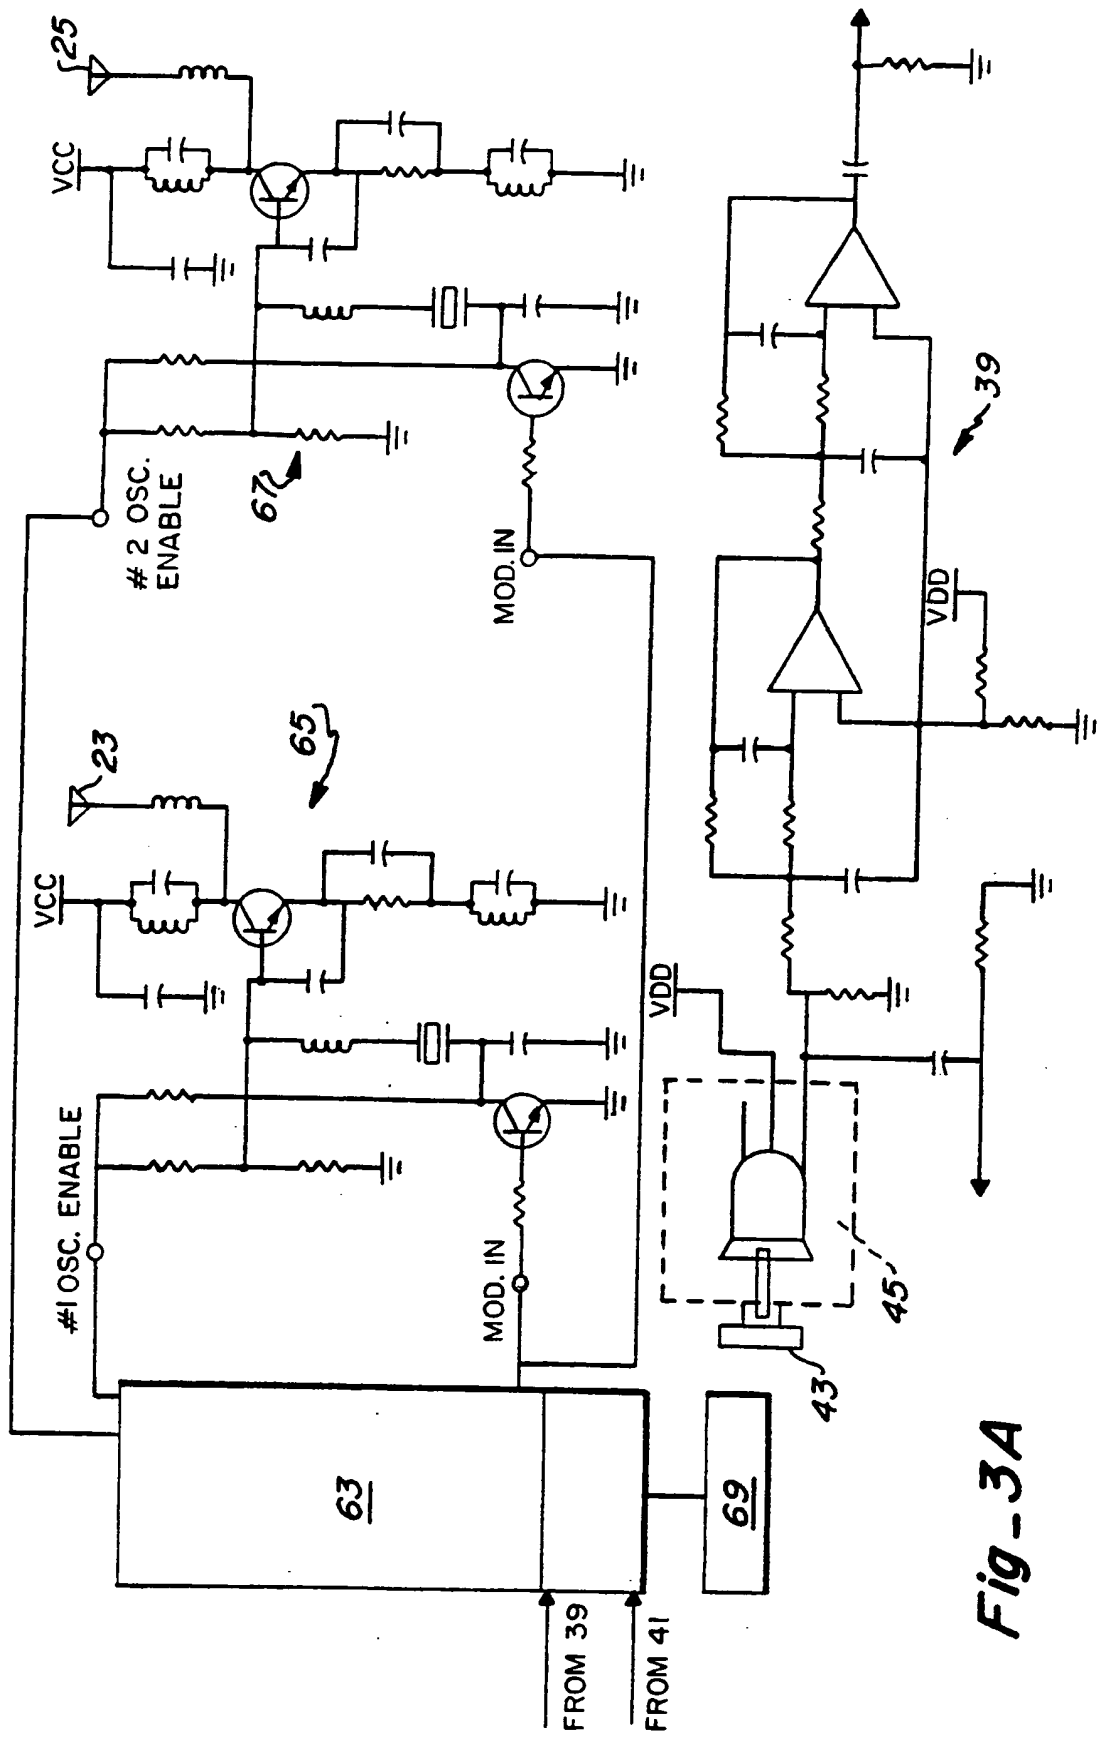 25
VCC
67
# 2 OSC.
ENABLE
MOD. IN
23
VCC
65
#1 OSC. ENABLE
MOD. IN
63
69
FROM 39
FROM 41
VDD
45
43
39
VDD
Fig_3A